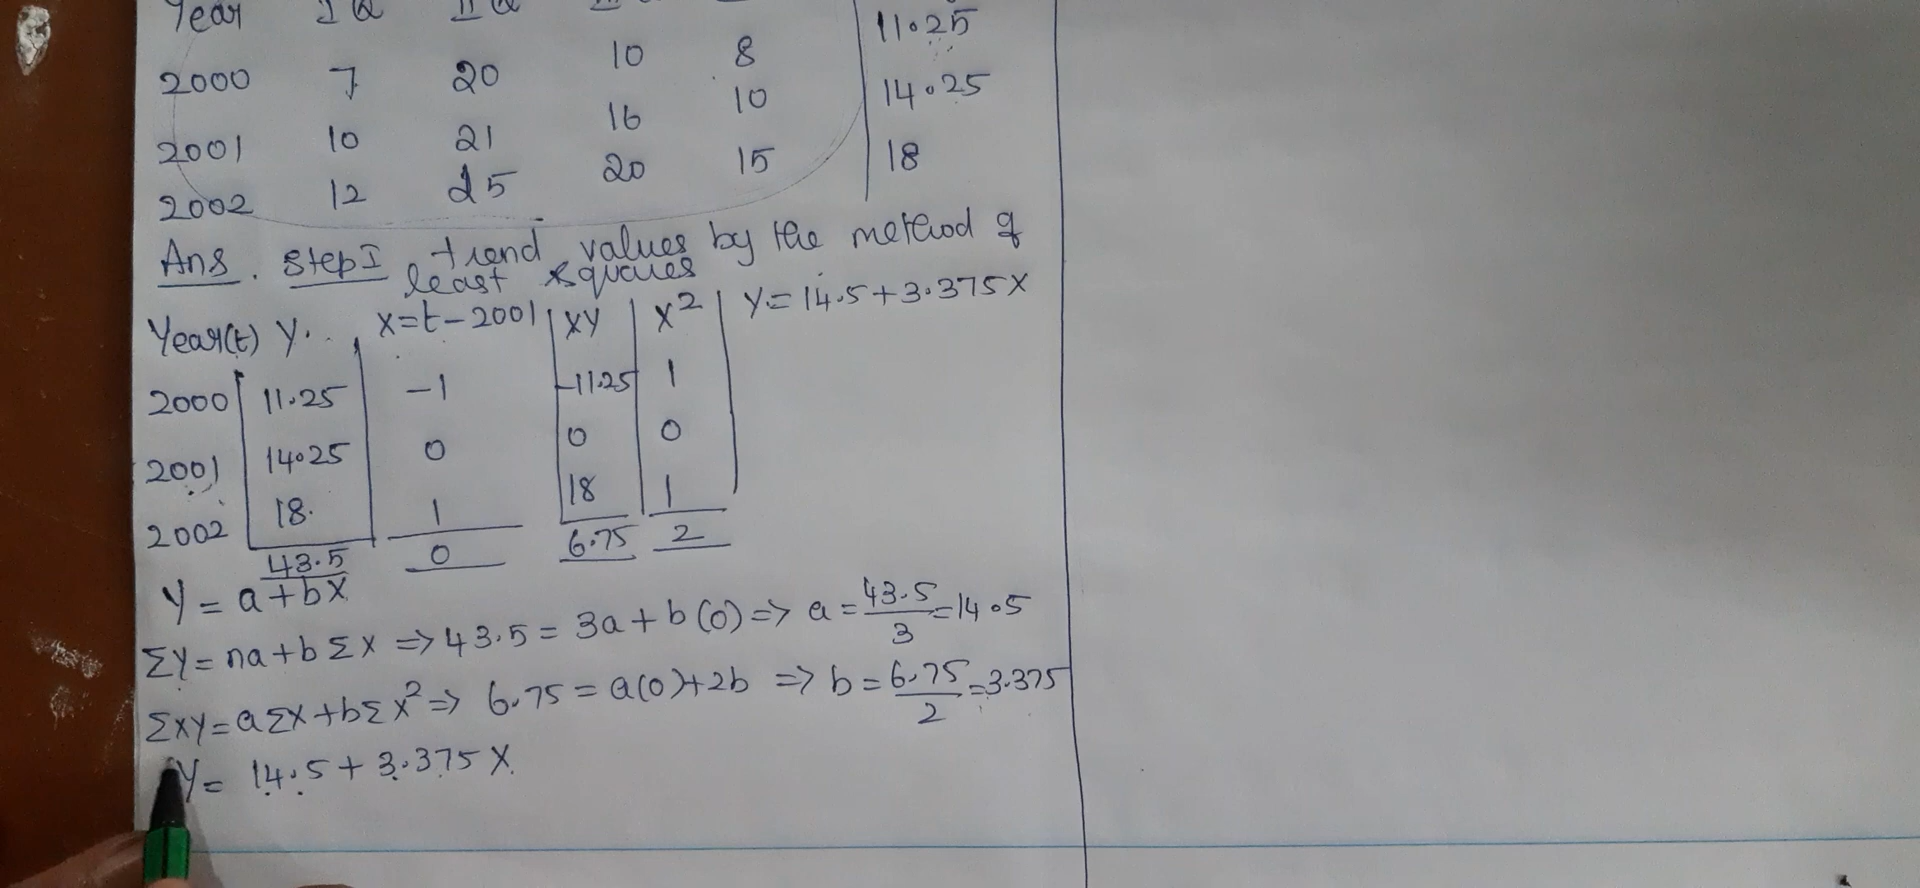 Year I Q II Q
2000 7 20 10 8 11.25
2001 10 21 16 10 14.25
2002 12 25 20 15 18
Ans. Step I trend values by the method of
least squares
Year(t) Y. x=t-2001 XY X² Y=14.5+3.375X
2000 11.25 -1 -11.25 1
2001 14.25 0 0 0
2002 18. 1 18 1
43.5 0 6.75 2
Y = a+bX
ΣY=na+bΣX => 43.5 = 3a+b(0) => a = 43.5/3 = 14.5
ΣXY=aΣX+bΣX² => 6.75 = a(0)+2b => b = 6.75/2 = 3.375
Y= 14.5+3.375X